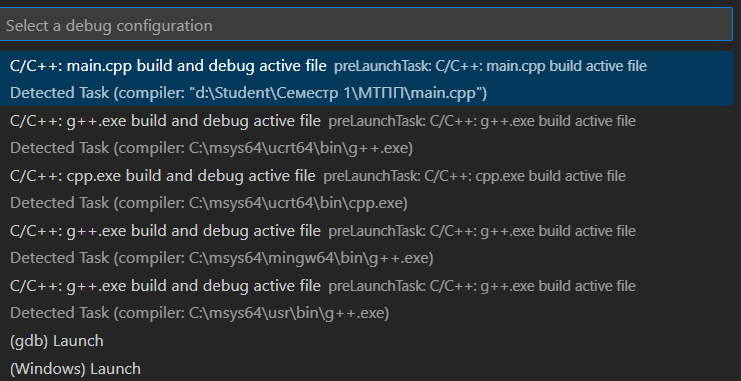 Select a debug configuration
C/C++: main.cpp build and debug active file preLaunchTask: C/C++: main.cpp build active file
Detected Task (compiler: "d:\Student\Семестр 1\МТПП\main.cpp")
C/C++: g++.exe build and debug active file preLaunchTask: C/C++: g++.exe build active file
Detected Task (compiler: C:\msys64\ucrt64\bin\g++.exe)
C/C++: cpp.exe build and debug active file preLaunchTask: C/C++: cpp.exe build active file
Detected Task (compiler: C:\msys64\ucrt64\bin\cpp.exe)
C/C++: g++.exe build and debug active file preLaunchTask: C/C++: g++.exe build active file
Detected Task (compiler: C:\msys64\mingw64\bin\g++.exe)
C/C++: g++.exe build and debug active file preLaunchTask: C/C++: g++.exe build active file
Detected Task (compiler: C:\msys64\usr\bin\g++.exe)
(gdb) Launch
(Windows) Launch